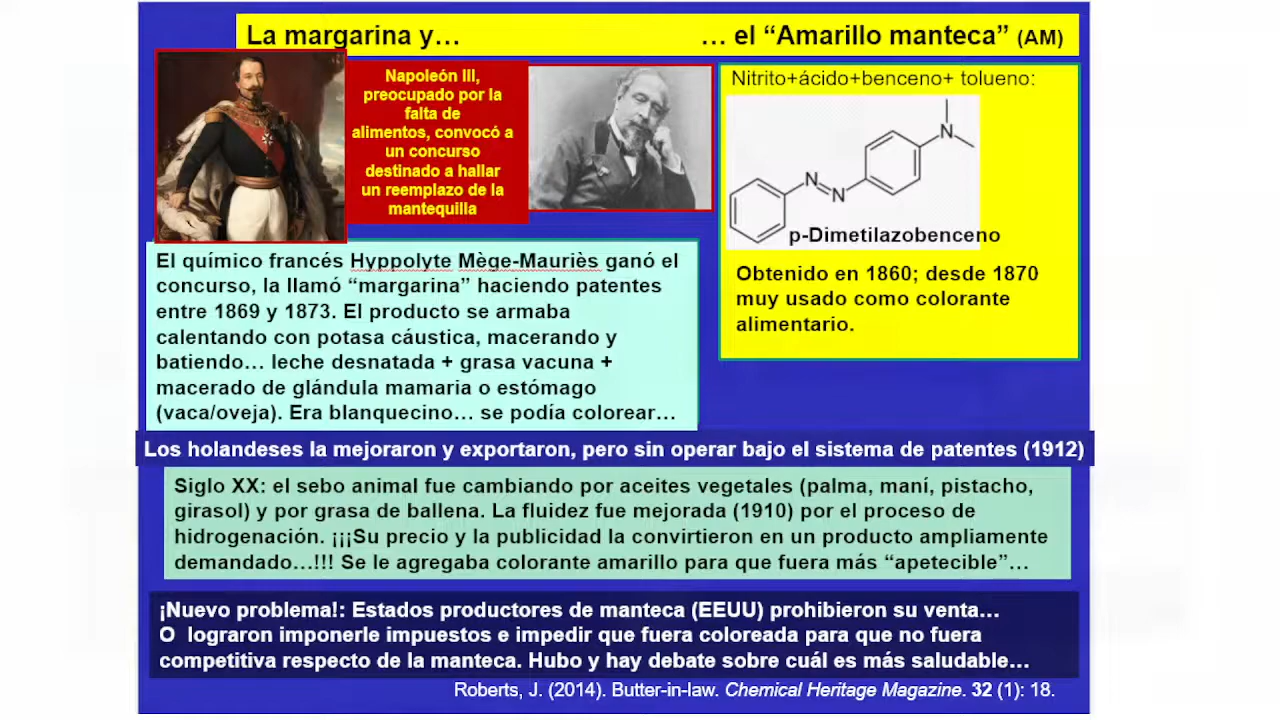 La margarina y… … el “Amarillo manteca” (AM)
Napoleón III,
preocupado por la
falta de
alimentos, convocó a
un concurso
destinado a hallar
un reemplazo de la
mantequilla
Nitrito+ácido+benceno+ tolueno:
N
N
N
p-Dimetilazobenceno
Obtenido en 1860; desde 1870
muy usado como colorante
alimentario.
El químico francés Hyppolyte Mège-Mauriès ganó el
concurso, la llamó “margarina” haciendo patentes
entre 1869 y 1873. El producto se armaba
calentando con potasa cáustica, macerando y
batiendo… leche desnatada + grasa vacuna +
macerado de glándula mamaria o estómago
(vaca/oveja). Era blanquecino… se podía colorear…
Los holandeses la mejoraron y exportaron, pero sin operar bajo el sistema de patentes (1912)
Siglo XX: el sebo animal fue cambiando por aceites vegetales (palma, maní, pistacho,
girasol) y por grasa de ballena. La fluidez fue mejorada (1910) por el proceso de
hidrogenación. ¡¡¡Su precio y la publicidad la convirtieron en un producto ampliamente
demandado…!!! Se le agregaba colorante amarillo para que fuera más “apetecible”…
¡Nuevo problema!: Estados productores de manteca (EEUU) prohibieron su venta…
O lograron imponerle impuestos e impedir que fuera coloreada para que no fuera
competitiva respecto de la manteca. Hubo y hay debate sobre cuál es más saludable…
Roberts, J. (2014). Butter-in-law. Chemical Heritage Magazine. 32 (1): 18.